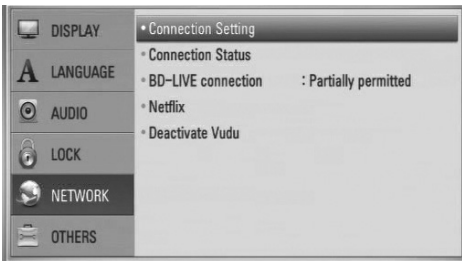 DISPLAY
LANGUAGE
AUDIO
LOCK
NETWORK
OTHERS
• Connection Setting
• Connection Status
• BD-LIVE connection : Partially permitted
• Netflix
• Deactivate Vudu